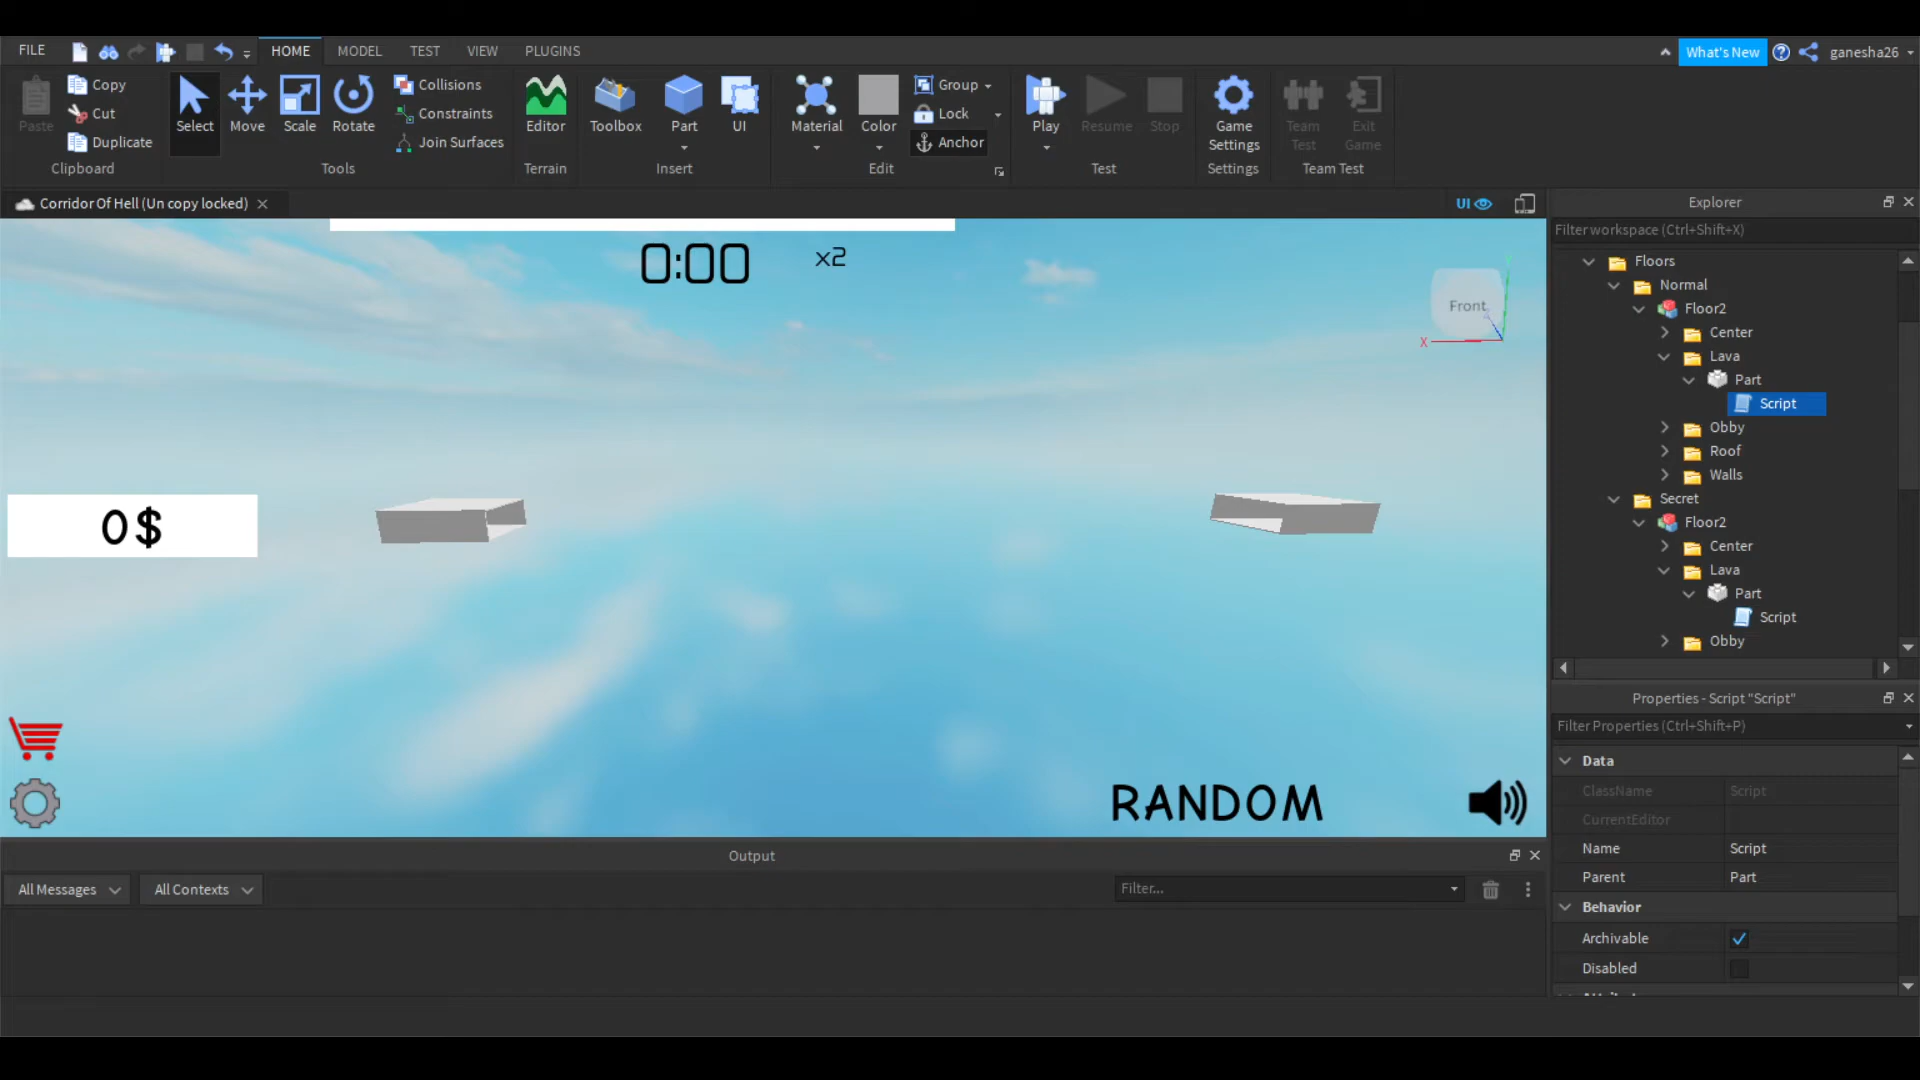 FILE
HOME
MODEL
TEST
VIEW
PLUGINS
What's New
ganesha26
Paste
Copy
Cut
Duplicate
Clipboard
Select
Move
Scale
Rotate
Collisions
Constraints
Join Surfaces
Tools
Editor
Terrain
Toolbox
Part
UI
Insert
Material
Color
Group
Lock
Anchor
Edit
Play
Resume
Stop
Test
Game
Settings
Settings
Team
Test
Exit
Game
Team Test
Corridor Of Hell (Un copy locked)
UI
0:00
x2
Front
X
0$
RANDOM
Explorer
Filter workspace (Ctrl+Shift+X)
Floors
Normal
Floor2
Center
Lava
Part
Script
Obby
Roof
Walls
Secret
Floor2
Center
Lava
Part
Script
Obby
Properties - Script "Script"
Filter Properties (Ctrl+Shift+P)
Data
ClassName Script
CurrentEditor
Name Script
Parent Part
Behavior
Archivable
Disabled
Output
All Messages
All Contexts
Filter...